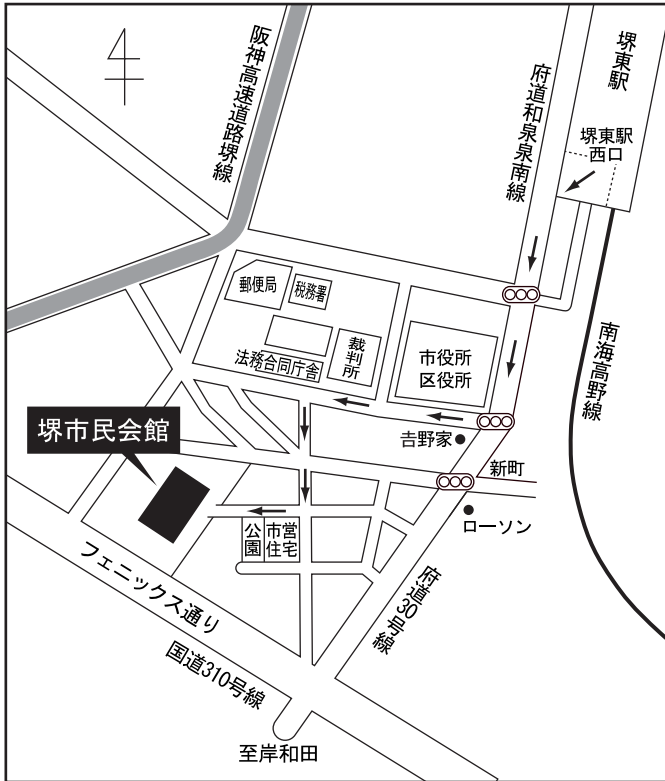 阪神高速道路堺線
府道和泉泉南線
堺東駅
堺東駅
西口
郵便局
税務署
法務合同庁舎
裁判所
市役所
区役所
南海高野線
堺市民会館
𠮷野家
新町
ローソン
公園
市営
住宅
フェニックス通り
国道310号線
府道30号線
至岸和田